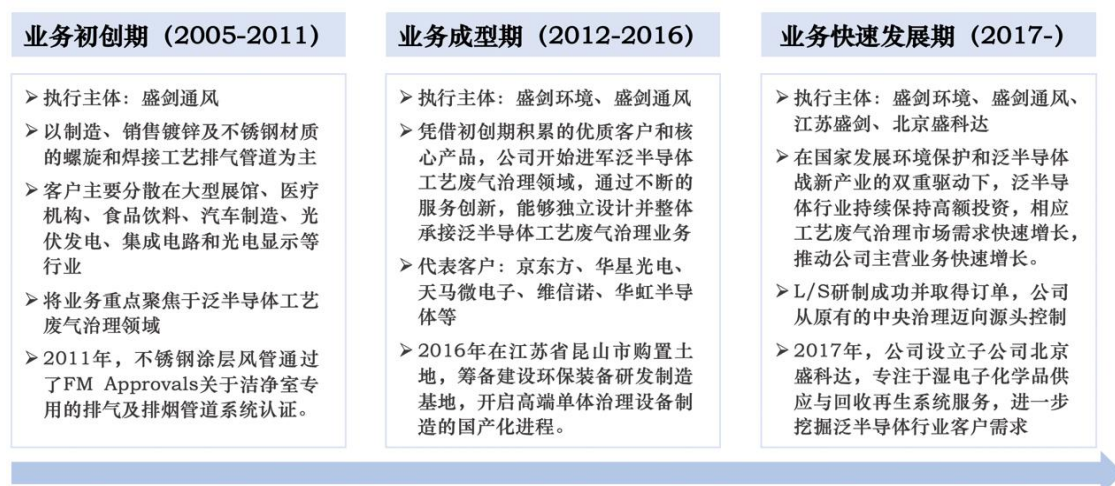 业务初创期（2005-2011）
➢执行主体：盛剑通风
➢以制造、销售镀锌及不锈钢材质
的螺旋和焊接工艺排气管道为主
➢客户主要分散在大型展馆、医疗
机构、食品饮料、汽车制造、光
伏发电、集成电路和光电显示等
行业
➢将业务重点聚焦于泛半导体工艺
废气治理领域
➢2011年，不锈钢涂层风管通过
了FM Approvals关于洁净室专
用的排气及排烟管道系统认证。
业务成型期（2012-2016）
➢执行主体：盛剑环境、盛剑通风
➢凭借初创期积累的优质客户和核
心产品，公司开始进军泛半导体
工艺废气治理领域，通过不断的
服务创新，能够独立设计并整体
承接泛半导体工艺废气治理业务
➢代表客户：京东方、华星光电、
天马微电子、维信诺、华虹半导
体等
➢2016年在江苏省昆山市购置土
地，筹备建设环保装备研发制造
基地，开启高端单体治理设备制
造的国产化进程。
业务快速发展期（2017-）
➢执行主体：盛剑环境、盛剑通风、
江苏盛剑、北京盛科达
➢在国家发展环境保护和泛半导体
战新产业的双重驱动下，泛半导
体行业持续保持高额投资，相应
工艺废气治理市场需求快速增长，
推动公司主营业务快速增长。
➢L/S研制成功并取得订单，公司
从原有的中央治理迈向源头控制
➢2017年，公司设立子公司北京
盛科达，专注于湿电子化学品供
应与回收再生系统服务，进一步
挖掘泛半导体行业客户需求